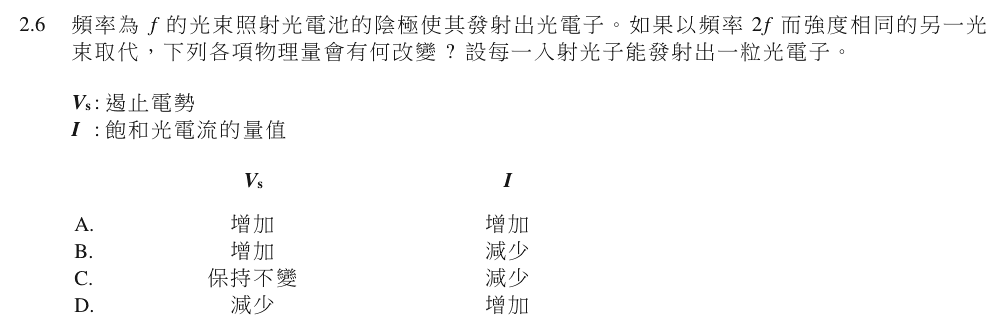 2.6 頻率為 f 的光束照射光電池的陰極使其發射出光電子。如果以頻率 2f 而強度相同的另一光
束取代，下列各項物理量會有何改變？設每一入射光子能發射出一粒光電子。
Vs : 遏止電勢
I : 飽和光電流的量值
Vs I
A. 增加 增加
B. 增加 減少
C. 保持不變 減少
D. 減少 增加